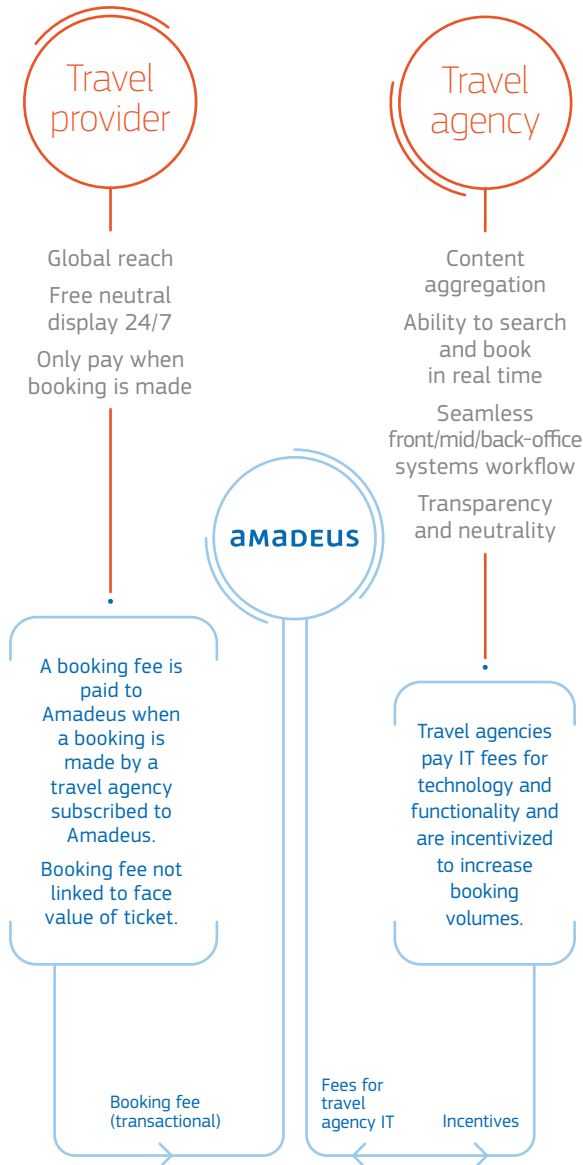 Travel
provider
Global reach
Free neutral
display 24/7
Only pay when
booking is made
Travel
agency
Content
aggregation
Ability to search
and book
in real time
Seamless
front/mid/back-office
systems workflow
Transparency
and neutrality
amadeus
A booking fee is
paid to
Amadeus when
a booking is
made by a
travel agency
subscribed to
Amadeus.
Booking fee not
linked to face
value of ticket.
Travel agencies
pay IT fees for
technology and
functionality and
are incentivized
to increase
booking
volumes.
Booking fee
(transactional)
Fees for
travel
agency IT
Incentives